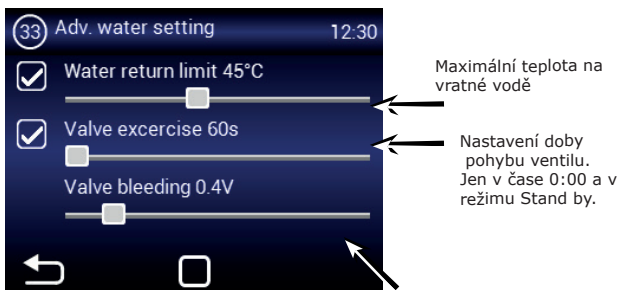 33 Adv. water setting 12:30
Water return limit 45°C
Maximální teplota na
vratné vodě
Valve excercise 60s
Nastavení doby
pohybu ventilu.
Jen v čase 0:00 a v
režimu Stand by.
Valve bleeding 0.4V